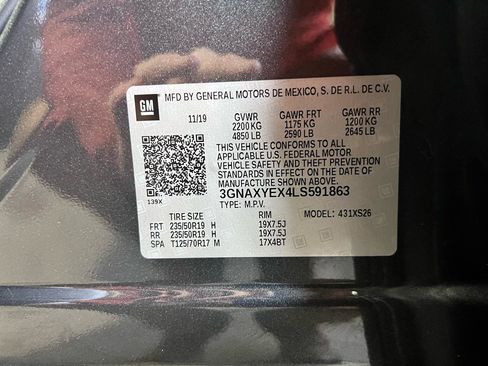 GM
MFD BY GENERAL MOTORS DE MEXICO, S. DE R.L. DE C.V.
11/19 GVWR GAWR FRT GAWR RR
2200 KG 1175 KG 1200 KG
4850 LB 2590 LB 2645 LB
THIS VEHICLE CONFORMS TO ALL
APPLICABLE U.S. FEDERAL MOTOR
VEHICLE SAFETY AND THEFT PREVENTION
STANDARDS IN EFFECT ON THE DATE OF
MANUFACTURE SHOWN ABOVE.
3GNAXYEX4LS591863
139X
TYPE: M.P.V. MODEL: 431XS26
TIRE SIZE RIM
FRT 235/50R19 H 19X7.5J
RR 235/50R19 H 19X7.5J
SPA T125/70R17 M 17X4BT